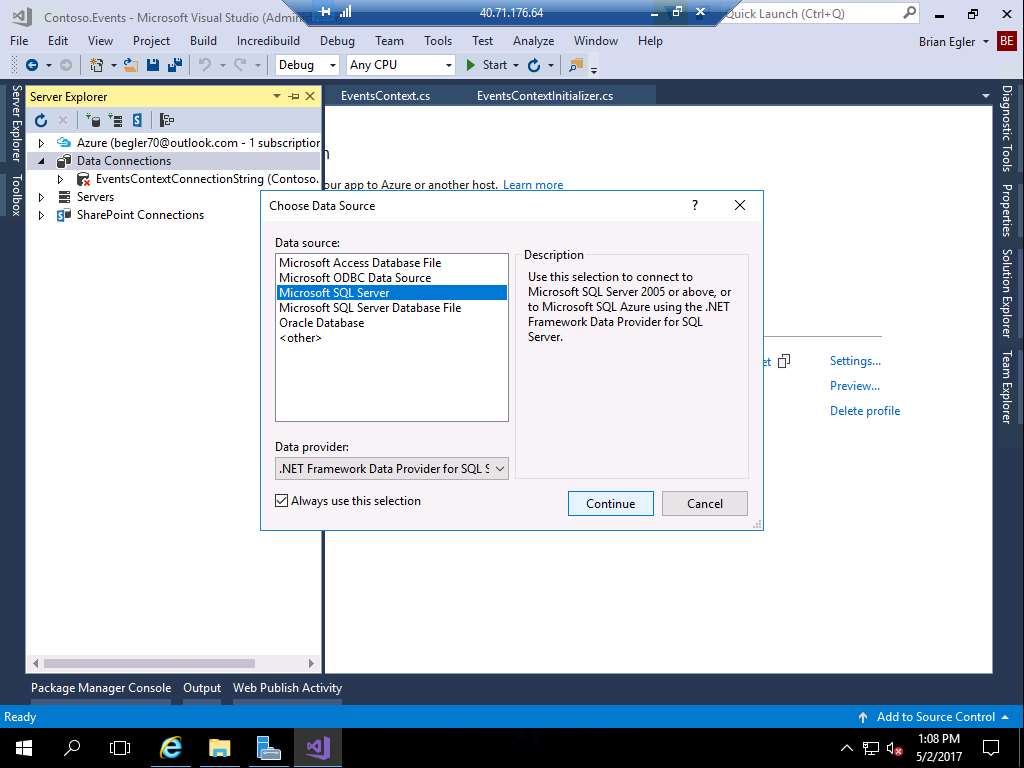 Contoso.Events - Microsoft Visual Studio (Admin
40.71.176.64
Quick Launch (Ctrl+Q)
File Edit View Project Build Incredibuild Debug Team Tools Test Analyze Window Help
Brian Egler
BE
Debug
Any CPU
Start
Server Explorer
Toolbox
Server Explorer
EventsContext.cs
EventsContextInitializer.cs
Azure (begler70@outlook.com - 1 subscription
Data Connections
EventsContextConnectionString (Contoso.
Servers
SharePoint Connections
your app to Azure or another host. Learn more
Choose Data Source
?
Data source:
Microsoft Access Database File
Microsoft ODBC Data Source
Microsoft SQL Server
Microsoft SQL Server Database File
Oracle Database
<other>
Description
Use this selection to connect to
Microsoft SQL Server 2005 or above, or
to Microsoft SQL Azure using the .NET
Framework Data Provider for SQL
Server.
Data provider:
.NET Framework Data Provider for SQL S
Always use this selection
Continue
Cancel
et
Settings...
Preview...
Delete profile
Diagnostic Tools
Properties
Solution Explorer
Team Explorer
Package Manager Console
Output
Web Publish Activity
Ready
Add to Source Control
1:08 PM
5/2/2017